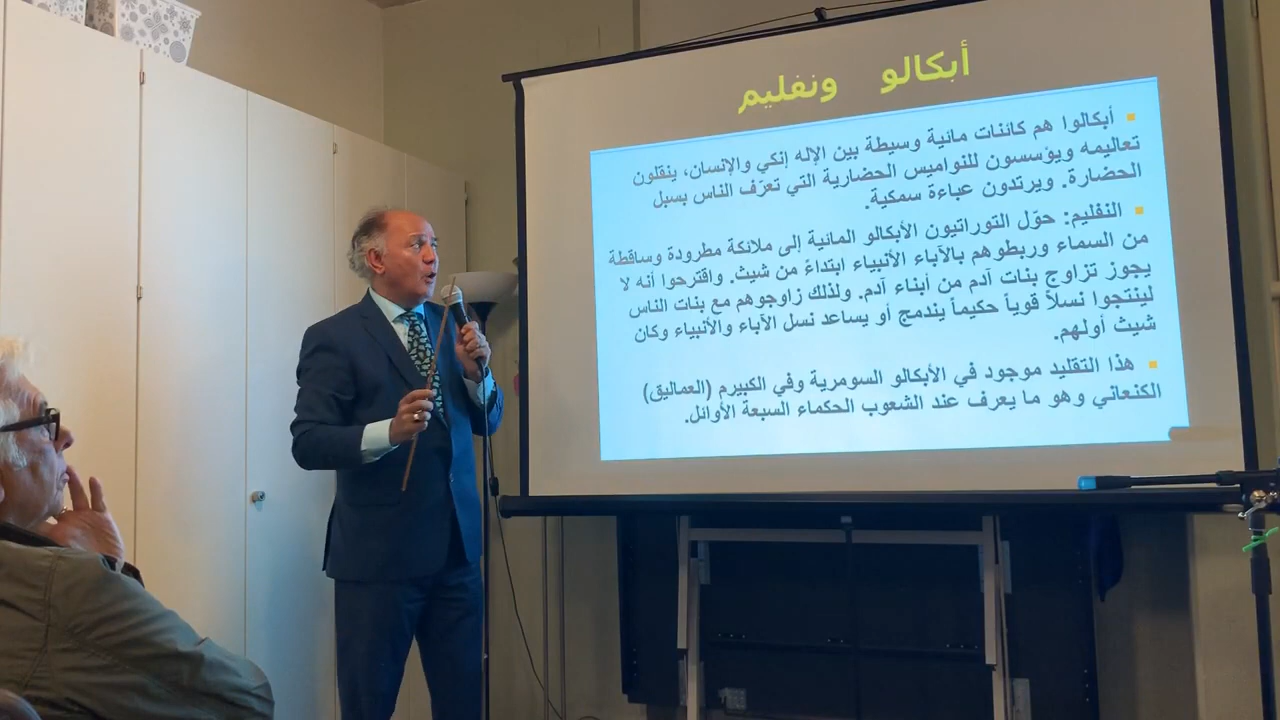 أبكالو ونفليم
أبكالوا هم كائنات مائية وسيطة بين الإله إنكي والإنسان، ينقلون
تعاليمه ويؤسسون للنواميس الحضارية التي تعرّف الناس بسبل
الحضارة. ويرتدون عباءة سمكية.
النفليم: حوّل التوراتيون الأبكالو المائية إلى ملائكة مطرودة وساقطة
من السماء وربطوهم بالآباء الأنبياء ابتداءً من شيث. واقترحوا أنه لا
يجوز تزاوج بنات آدم من أبناء آدم. ولذلك زاوجوهم مع بنات الناس
لينتجوا نسلاً قوياً حكيماً يندمج أو يساعد نسل الآباء والأنبياء وكان
شيث أولهم.
هذا التقليد موجود في الأبكالو السومرية وفي الكبيرم (العماليق)
الكنعاني وهو ما يعرف عند الشعوب الحكماء السبعة الأوائل.